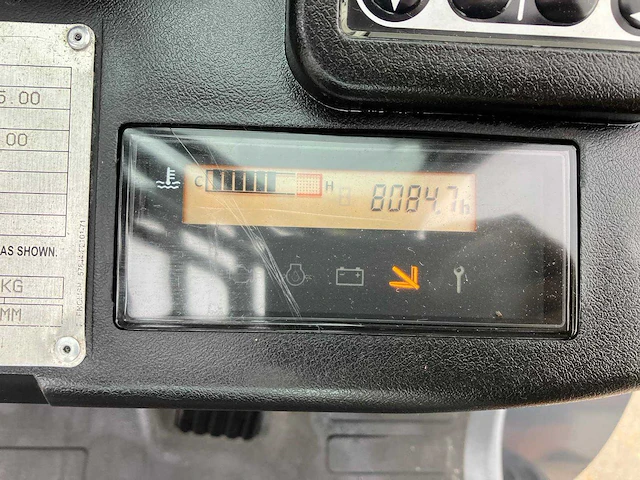 5.00
00
AS SHOWN.
KG
MM
C H
8084.7h